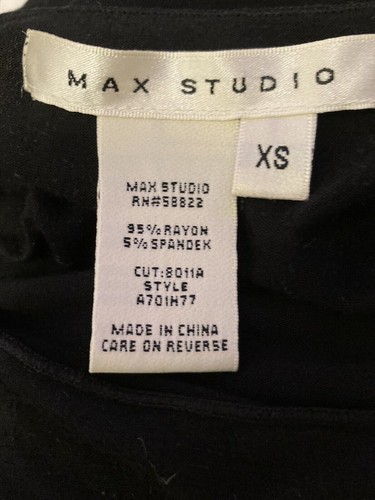 MAX STUDIO
XS
MAX STUDIO
RN#58822
95% RAYON
5% SPANDEX
CUT:8011A
STYLE
A701H77
MADE IN CHINA
CARE ON REVERSE